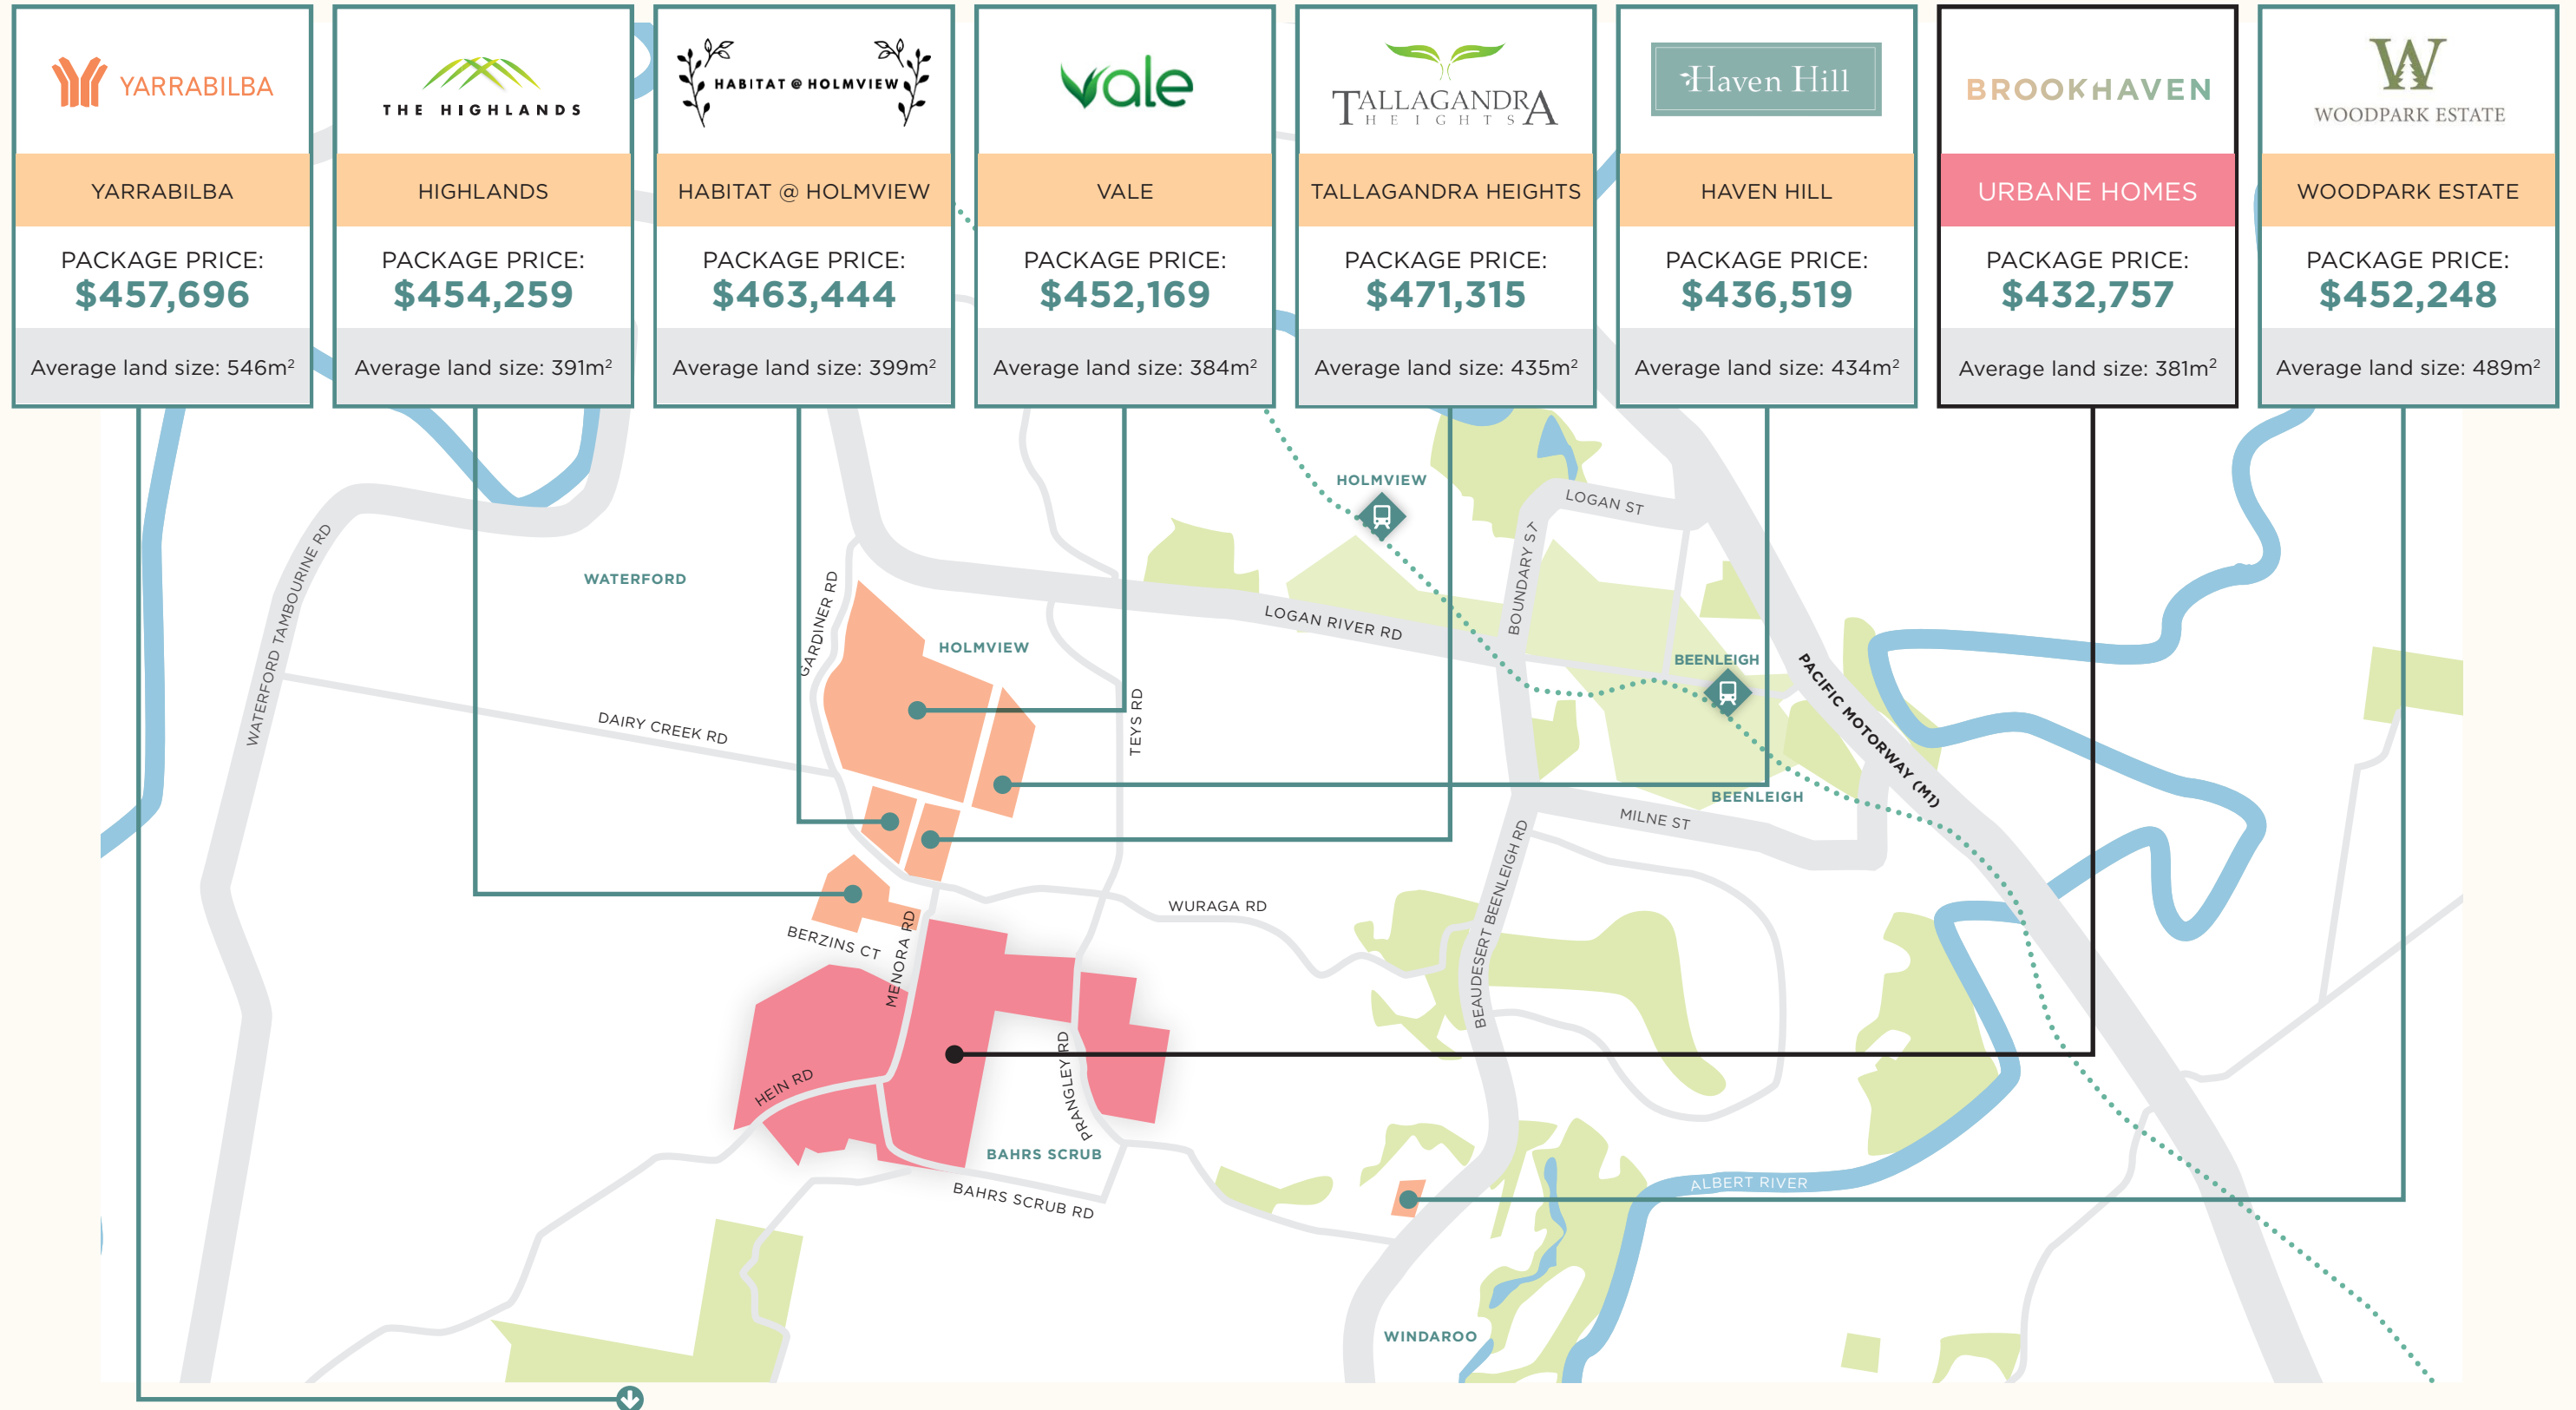 YARRABILBA
YARRABILBA
PACKAGE PRICE:
$457,696
Average land size: 546m²
THE HIGHLANDS
HIGHLANDS
PACKAGE PRICE:
$454,259
Average land size: 391m²
HABITAT @ HOLMVIEW
HABITAT @ HOLMVIEW
PACKAGE PRICE:
$463,444
Average land size: 399m²
vale
VALE
PACKAGE PRICE:
$452,169
Average land size: 384m²
TALLAGANDRA
HEIGHTS
TALLAGANDRA HEIGHTS
PACKAGE PRICE:
$471,315
Average land size: 435m²
Haven Hill
HAVEN HILL
PACKAGE PRICE:
$436,519
Average land size: 434m²
BROOKHAVEN
URBANE HOMES
PACKAGE PRICE:
$432,757
Average land size: 381m²
W
WOODPARK ESTATE
WOODPARK ESTATE
PACKAGE PRICE:
$452,248
Average land size: 489m²
HOLMVIEW
LOGAN ST
BOUNDARY ST
WATERFORD TAMBOURINE RD
WATERFORD
GARDINER RD
LOGAN RIVER RD
HOLMVIEW
BEENLEIGH
PACIFIC MOTORWAY (M1)
DAIRY CREEK RD
TEYS RD
BEENLEIGH
MILNE ST
BEAUDESERT BEENLEIGH RD
WURAGA RD
BERZINS CT
MENORA RD
HEIN RD
PRANGLEY RD
BAHRS SCRUB
BAHRS SCRUB RD
ALBERT RIVER
WINDAROO